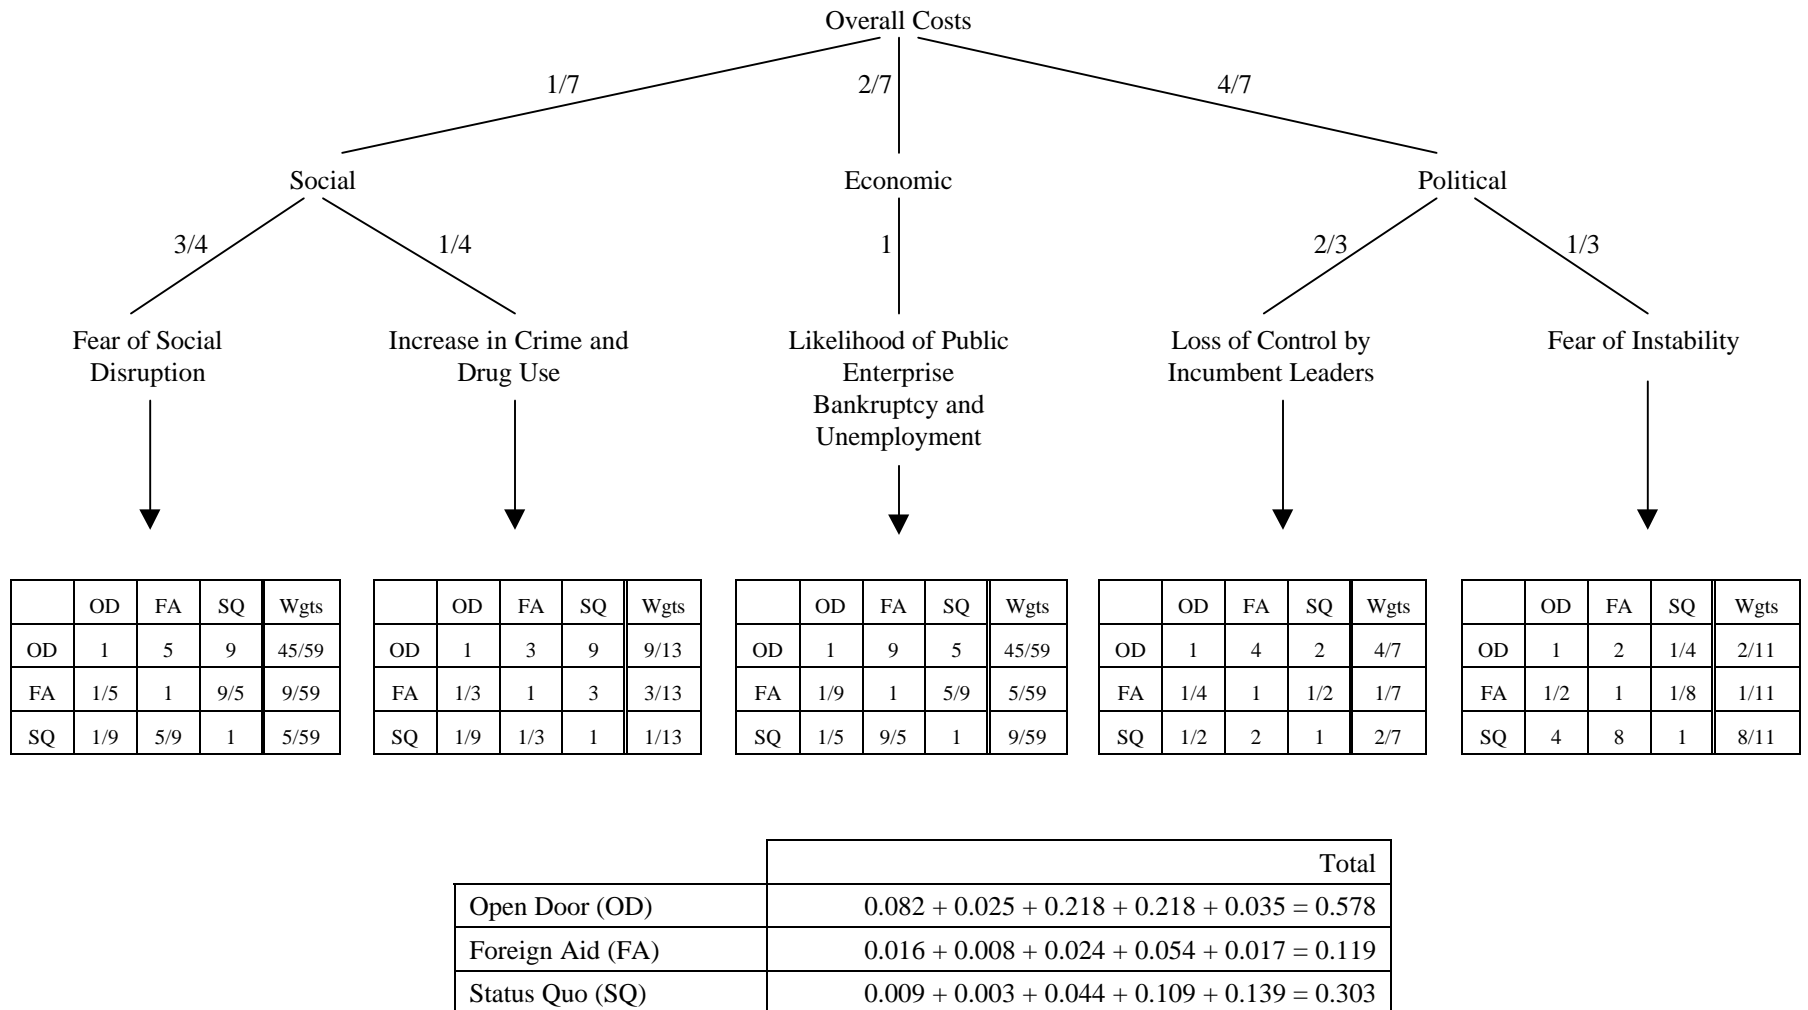 Overall Costs
1/7 2/7 4/7
Social Economic Political
3/4 1/4 1 2/3 1/3
Fear of Social
Disruption
Increase in Crime and
Drug Use
Likelihood of Public
Enterprise
Bankruptcy and
Unemployment
Loss of Control by
Incumbent Leaders
Fear of Instability
OD FA SQ Wgts
OD 1 5 9 45/59
FA 1/5 1 9/5 9/59
SQ 1/9 5/9 1 5/59
OD FA SQ Wgts
OD 1 3 9 9/13
FA 1/3 1 3 3/13
SQ 1/9 1/3 1 1/13
OD FA SQ Wgts
OD 1 9 5 45/59
FA 1/9 1 5/9 5/59
SQ 1/5 9/5 1 9/59
OD FA SQ Wgts
OD 1 4 2 4/7
FA 1/4 1 1/2 1/7
SQ 1/2 2 1 2/7
OD FA SQ Wgts
OD 1 2 1/4 2/11
FA 1/2 1 1/8 1/11
SQ 4 8 1 8/11
Total
Open Door (OD) 0.082 + 0.025 + 0.218 + 0.218 + 0.035 = 0.578
Foreign Aid (FA) 0.016 + 0.008 + 0.024 + 0.054 + 0.017 = 0.119
Status Quo (SQ) 0.009 + 0.003 + 0.044 + 0.109 + 0.139 = 0.303